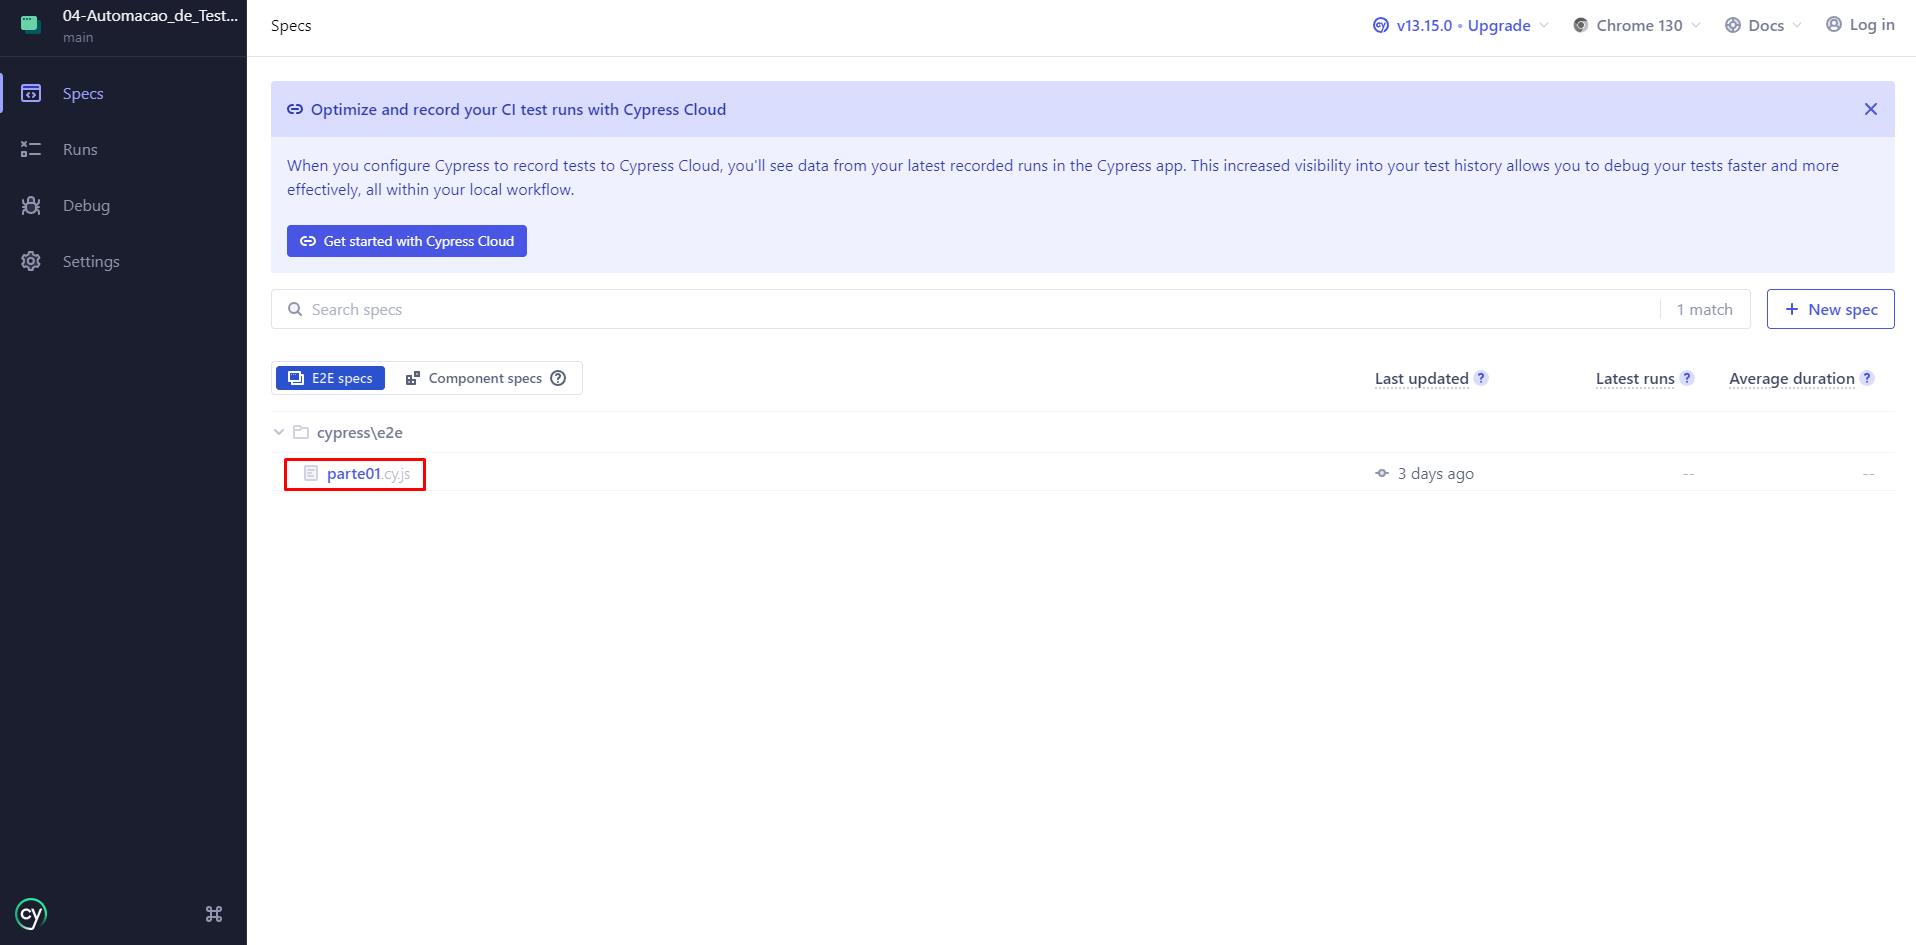 04-Automacao_de_Test...
main
Specs
Runs
Debug
Settings
cy
Specs
v13.15.0 • Upgrade
Chrome 130
Docs
Log in
Optimize and record your CI test runs with Cypress Cloud
When you configure Cypress to record tests to Cypress Cloud, you'll see data from your latest recorded runs in the Cypress app. This increased visibility into your test history allows you to debug your tests faster and more
effectively, all within your local workflow.
Get started with Cypress Cloud
Search specs
1 match
+ New spec
E2E specs
Component specs ?
Last updated ?
Latest runs ?
Average duration ?
cypress\e2e
parte01.cy.js
3 days ago
--
--